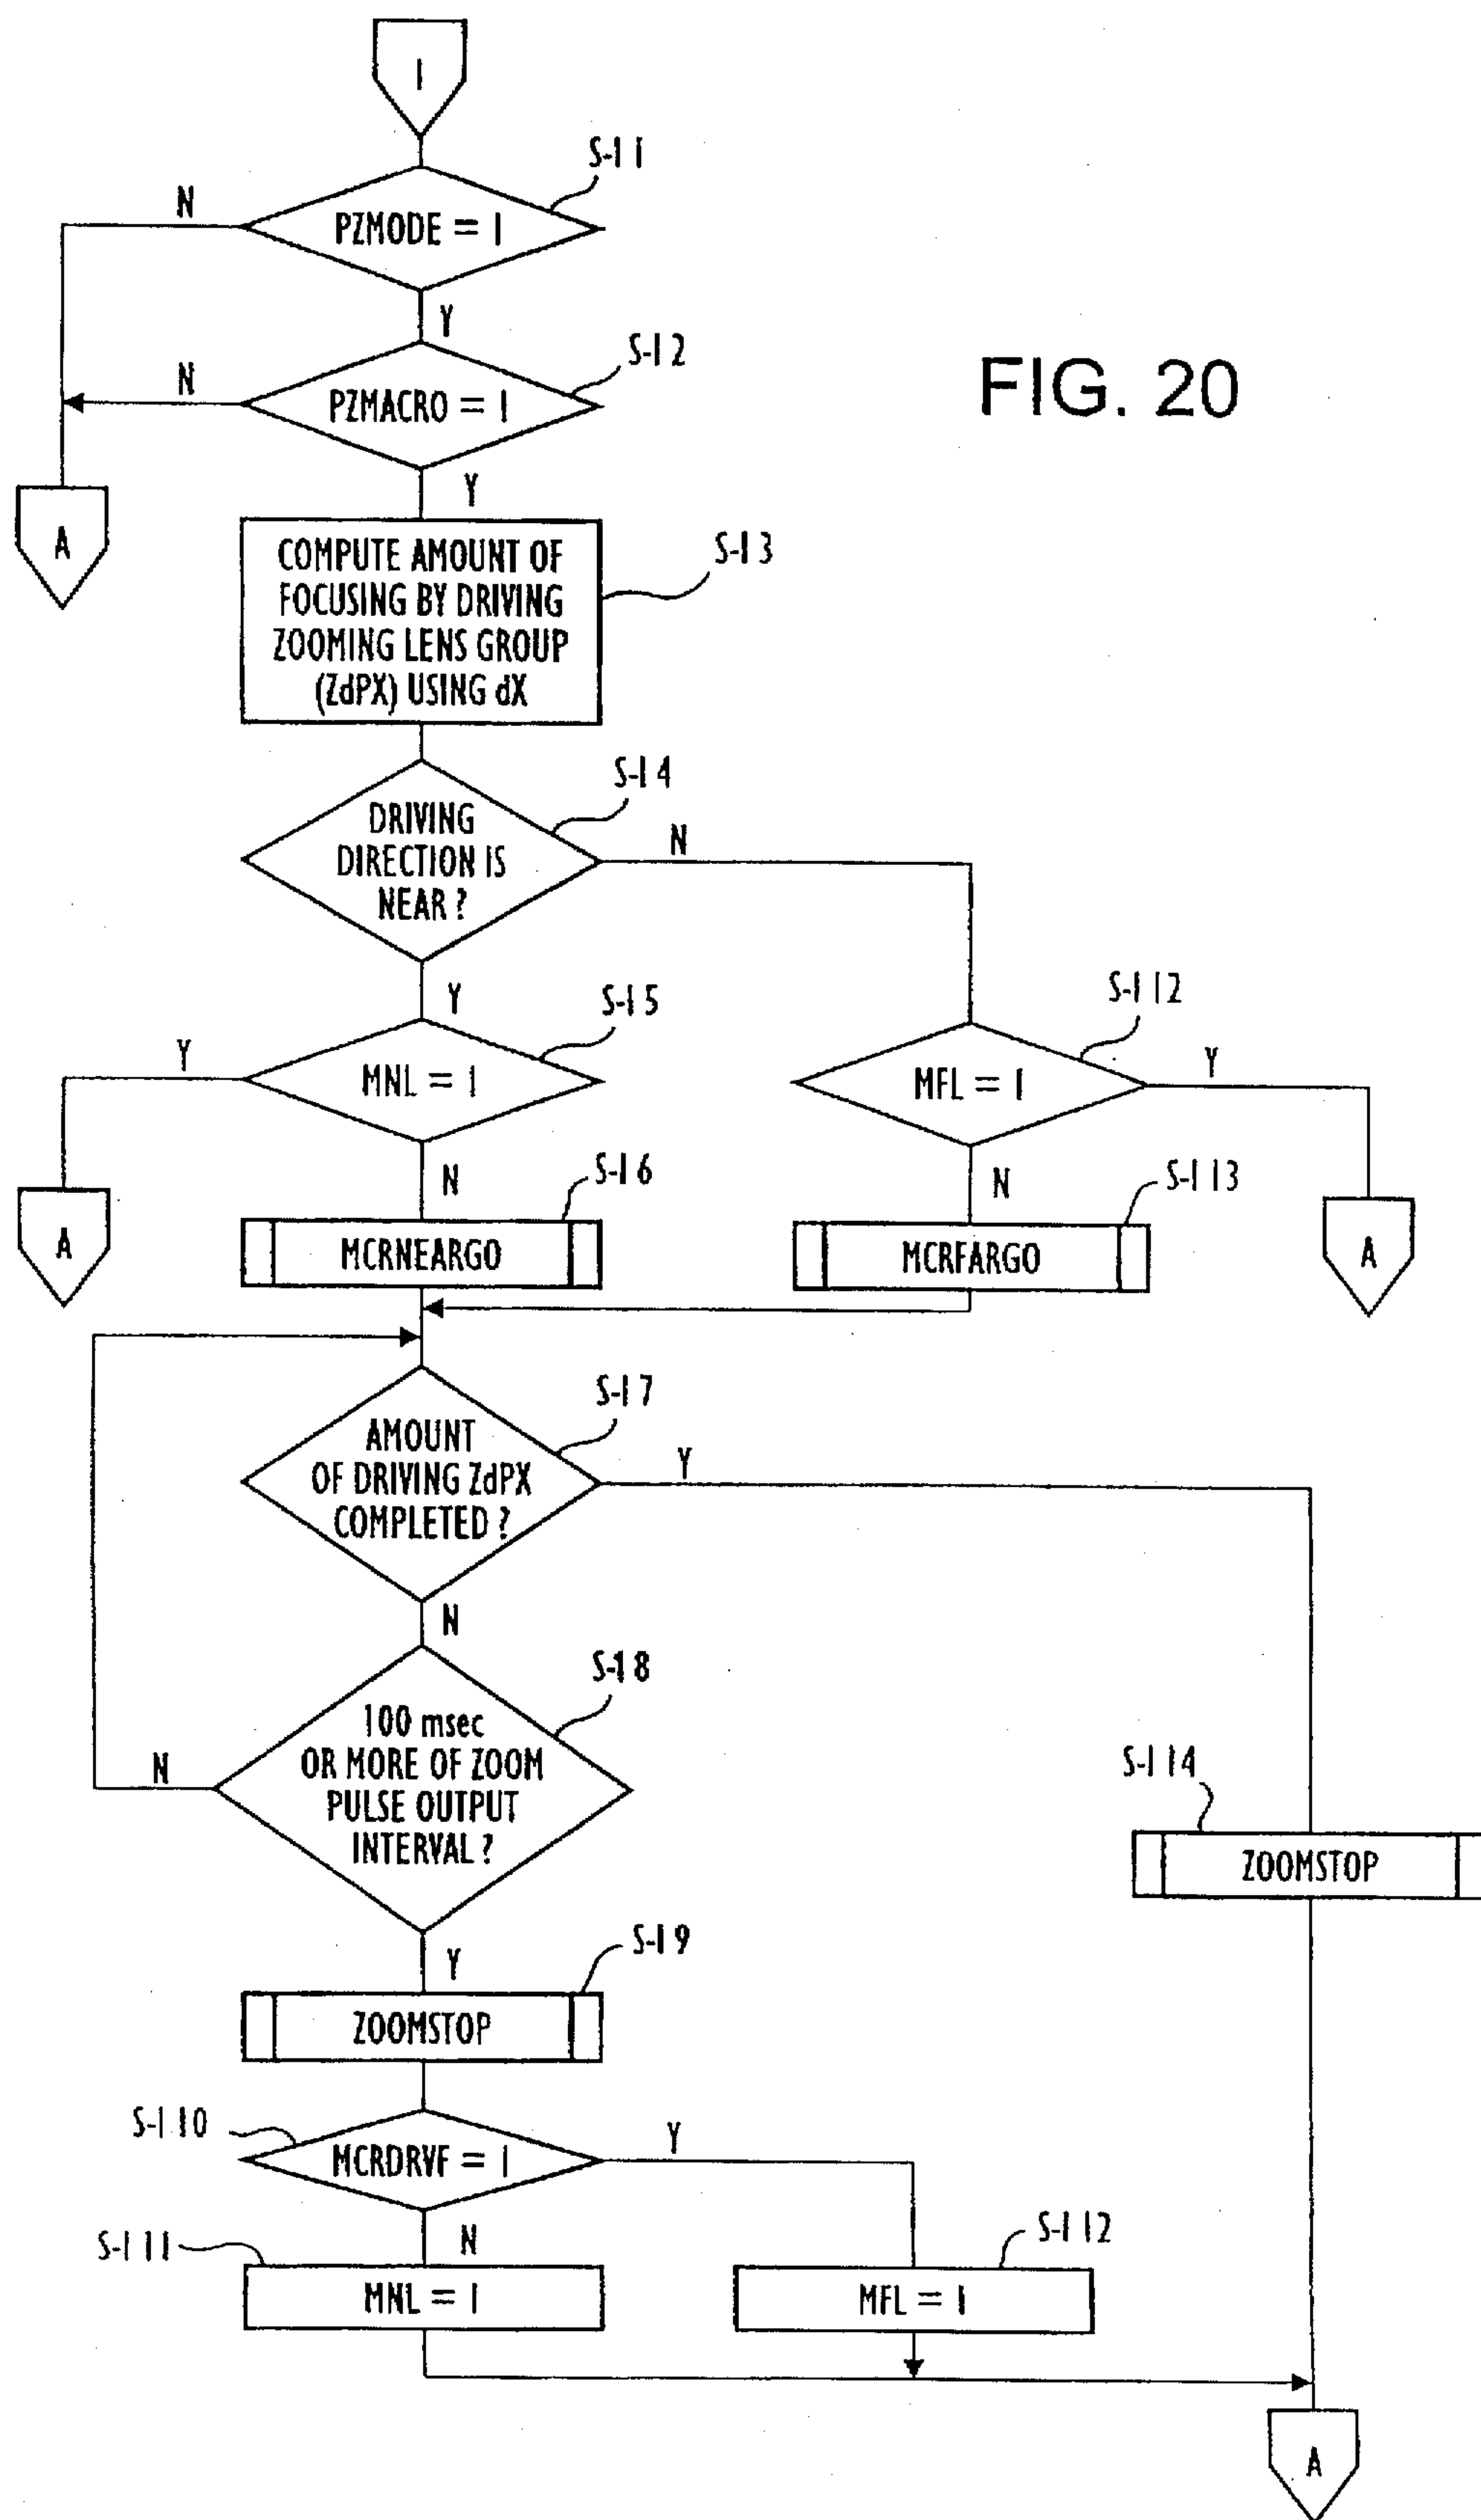 I
S-11
N
PZMODE = 1
Y
S-12
N
PZMACRO = 1
FIG. 20
Y
A
COMPUTE AMOUNT OF
FOCUSING BY DRIVING
ZOOMING LENS GROUP
(ZdPX) USING dX
S-13
S-14
DRIVING
DIRECTION IS
NEAR ?
N
Y
S-15
S-112
Y
MNL = 1
MFL = 1
Y
N
S-16
N
S-113
A
MCRNEARGO
MCRFARGO
A
S-17
AMOUNT
OF DRIVING ZdPX
COMPLETED ?
Y
N
S-18
100 msec
OR MORE OF ZOOM
PULSE OUTPUT
INTERVAL ?
N
S-114
ZOOMSTOP
Y
S-19
ZOOMSTOP
S-110
MCRDRVF = 1
Y
S-111
N
S-112
MNL = 1
MFL = 1
A